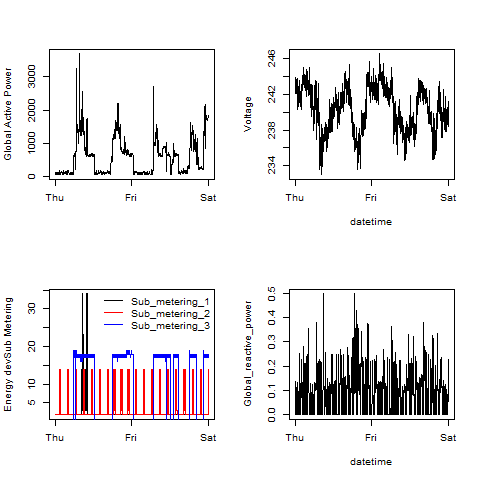 Global Active Power
3000
2000
1000
0
Thu
Fri
Sat
Voltage
246
242
238
234
Thu
Fri
Sat
datetime
Energy devSub Metering
35
20
10
5
Sub_metering_1
Sub_metering_2
Sub_metering_3
Thu
Fri
Sat
Global_reactive_power
0.5
0.4
0.3
0.2
0.1
0.0
Thu
Fri
Sat
datetime